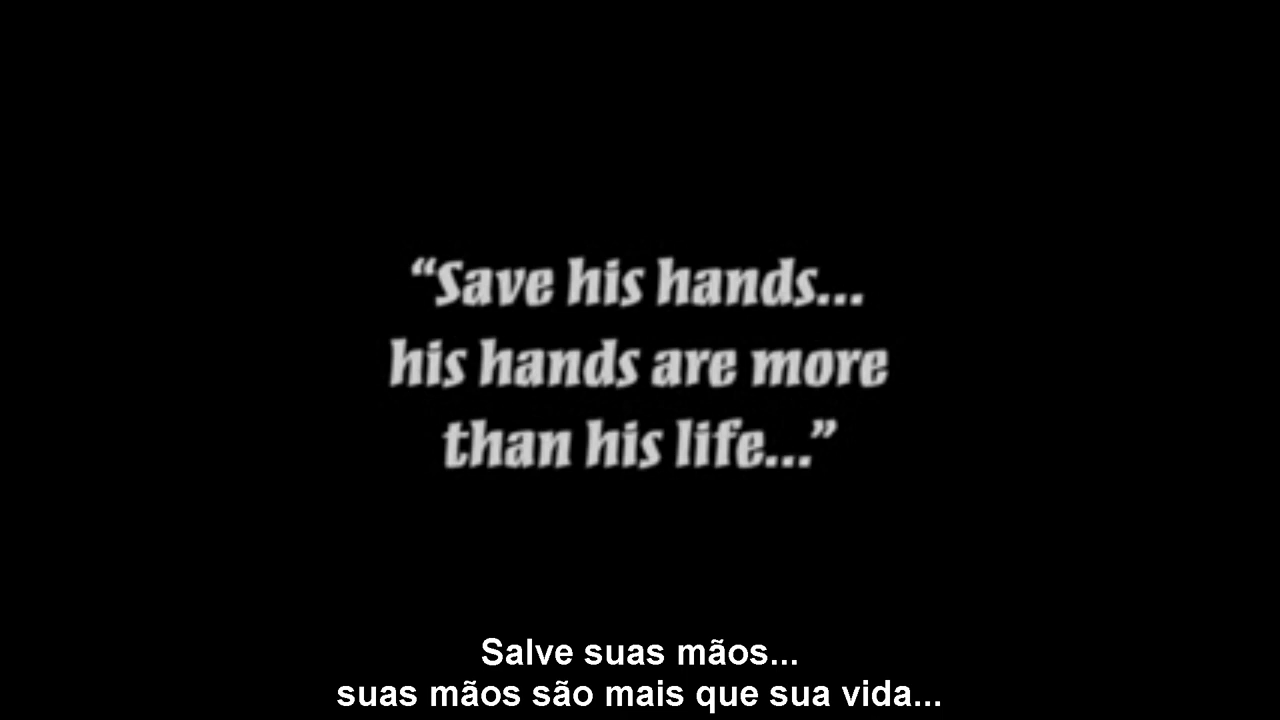 “Save his hands...
his hands are more
than his life...”
Salve suas mãos...
suas mãos são mais que sua vida...